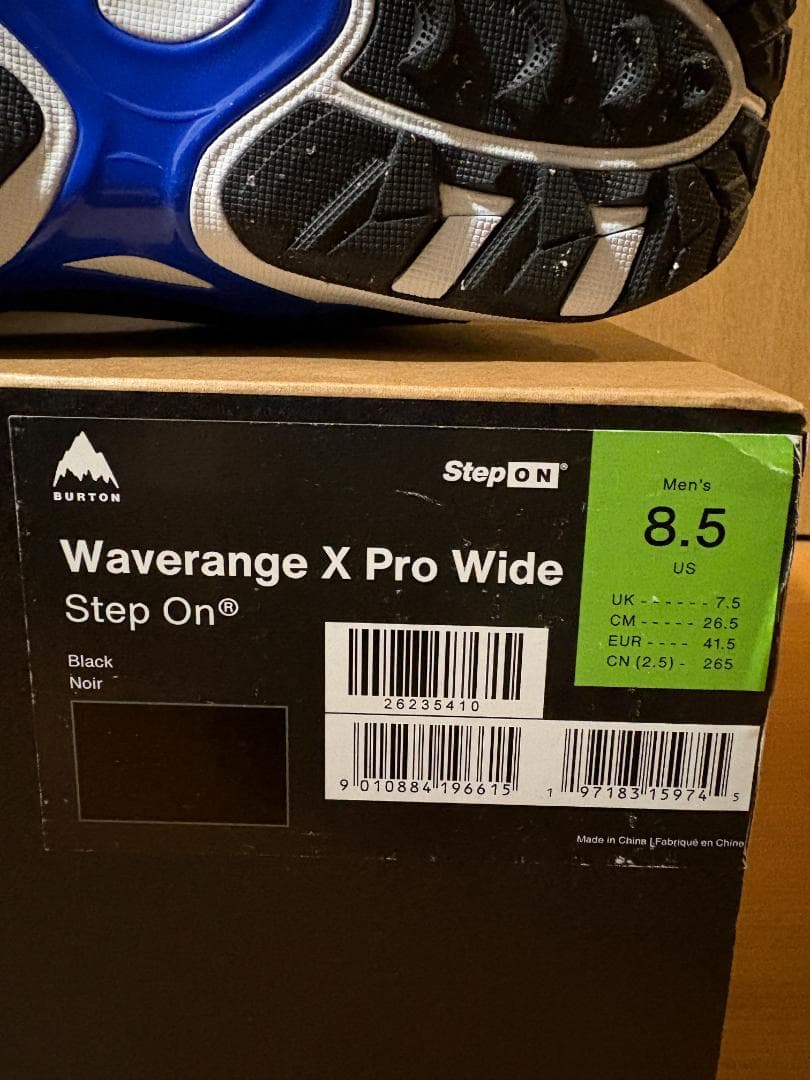 BURTON
Step ON®
Waverange X Pro Wide
Step On®
Black
Noir
Men's
8.5
US
UK - - - - - - 7.5
CM - - - - - 26.5
EUR - - - - 41.5
CN (2.5) - 265
26235410
9 010884 196615
1 97183 15974 5
Made in China | Fabriqué en Chine